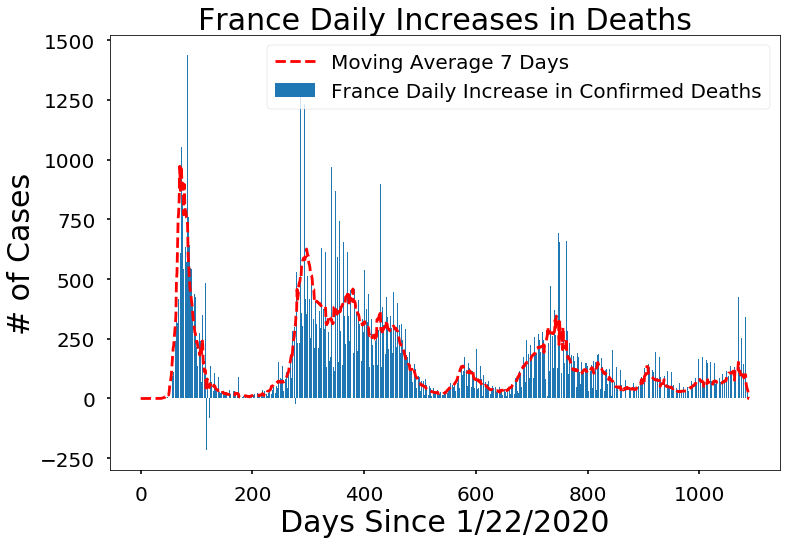 France Daily Increases in Deaths
1500
1250
1000
750
500
250
0
−250
# of Cases
Moving Average 7 Days
France Daily Increase in Confirmed Deaths
0 200 400 600 800 1000
Days Since 1/22/2020